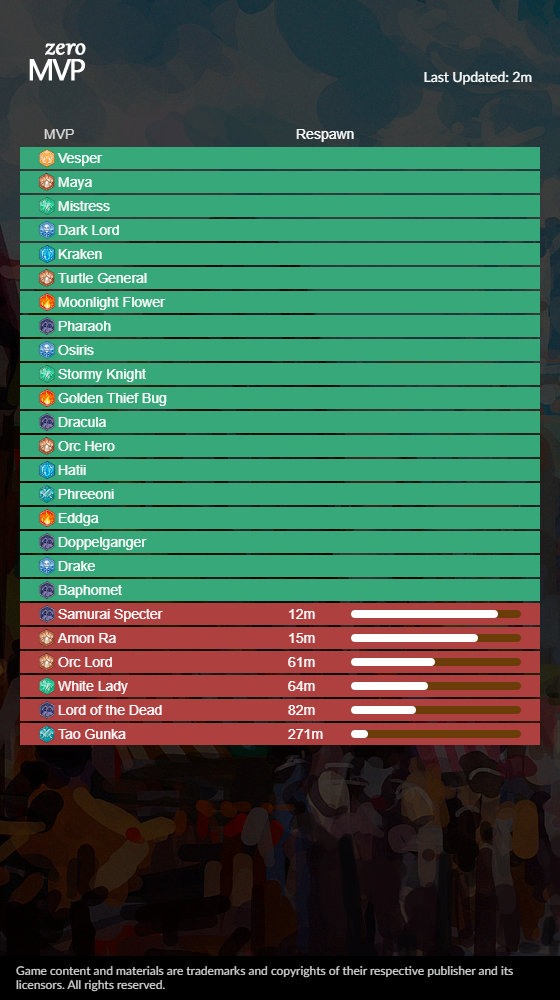 zero
MVP
Last Updated: 2m
MVP Respawn
Vesper
Maya
Mistress
Dark Lord
Kraken
Turtle General
Moonlight Flower
Pharaoh
Osiris
Stormy Knight
Golden Thief Bug
Dracula
Orc Hero
Hatii
Phreeoni
Eddga
Doppelganger
Drake
Baphomet
Samurai Specter 12m
Amon Ra 15m
Orc Lord 61m
White Lady 64m
Lord of the Dead 82m
Tao Gunka 271m
Game content and materials are trademarks and copyrights of their respective publisher and its
licensors. All rights reserved.